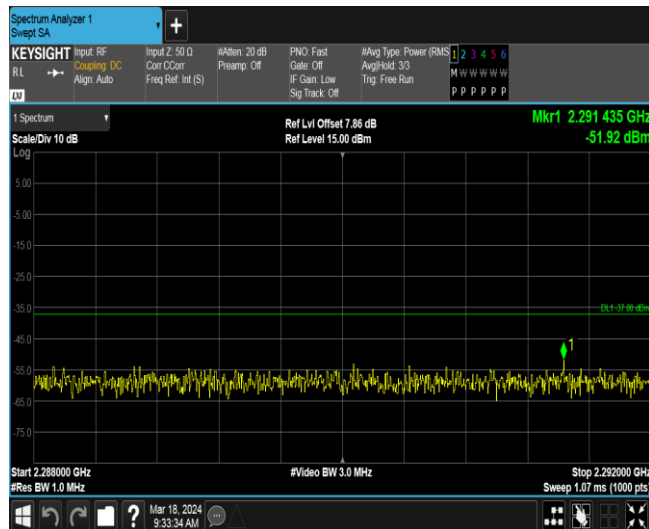 Spectrum Analyzer 1
Swept SA
KEYSIGHT
RL
LXI
Input: RF
Coupling: DC
Align: Auto
Input Z: 50 Ω
Corr CCorr
Freq Ref: Int (S)
#Atten: 20 dB
Preamp: Off
PNO: Fast
Gate: Off
IF Gain: Low
Sig Track: Off
#Avg Type: Power (RMS
Avg|Hold: 3/3
Trig: Free Run
1 2 3 4 5 6
M W W W W W
P P P P P P
1 Spectrum
Scale/Div 10 dB
Log
Ref Lvl Offset 7.86 dB
Ref Level 15.00 dBm
Mkr1 2.291 435 GHz
-51.92 dBm
5.00
-5.00
-15.0
-25.0
-35.0
DL1 -37.00 dBm
-45.0
1
-55.0
-65.0
-75.0
Start 2.288000 GHz
#Res BW 1.0 MHz
#Video BW 3.0 MHz
Stop 2.292000 GHz
Sweep 1.07 ms (1000 pts)
?
Mar 18, 2024
9:33:34 AM